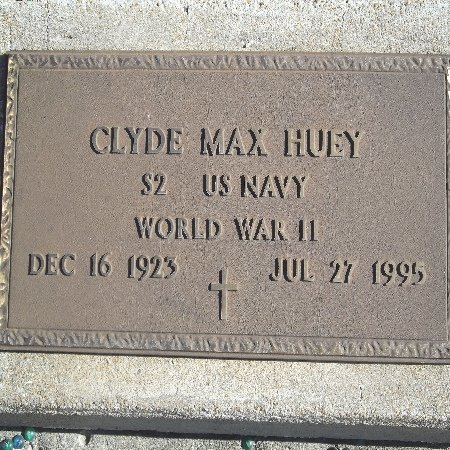 CLYDE MAX HUEY
S2 US NAVY
WORLD WAR II
DEC 16 1923 JUL 27 1995